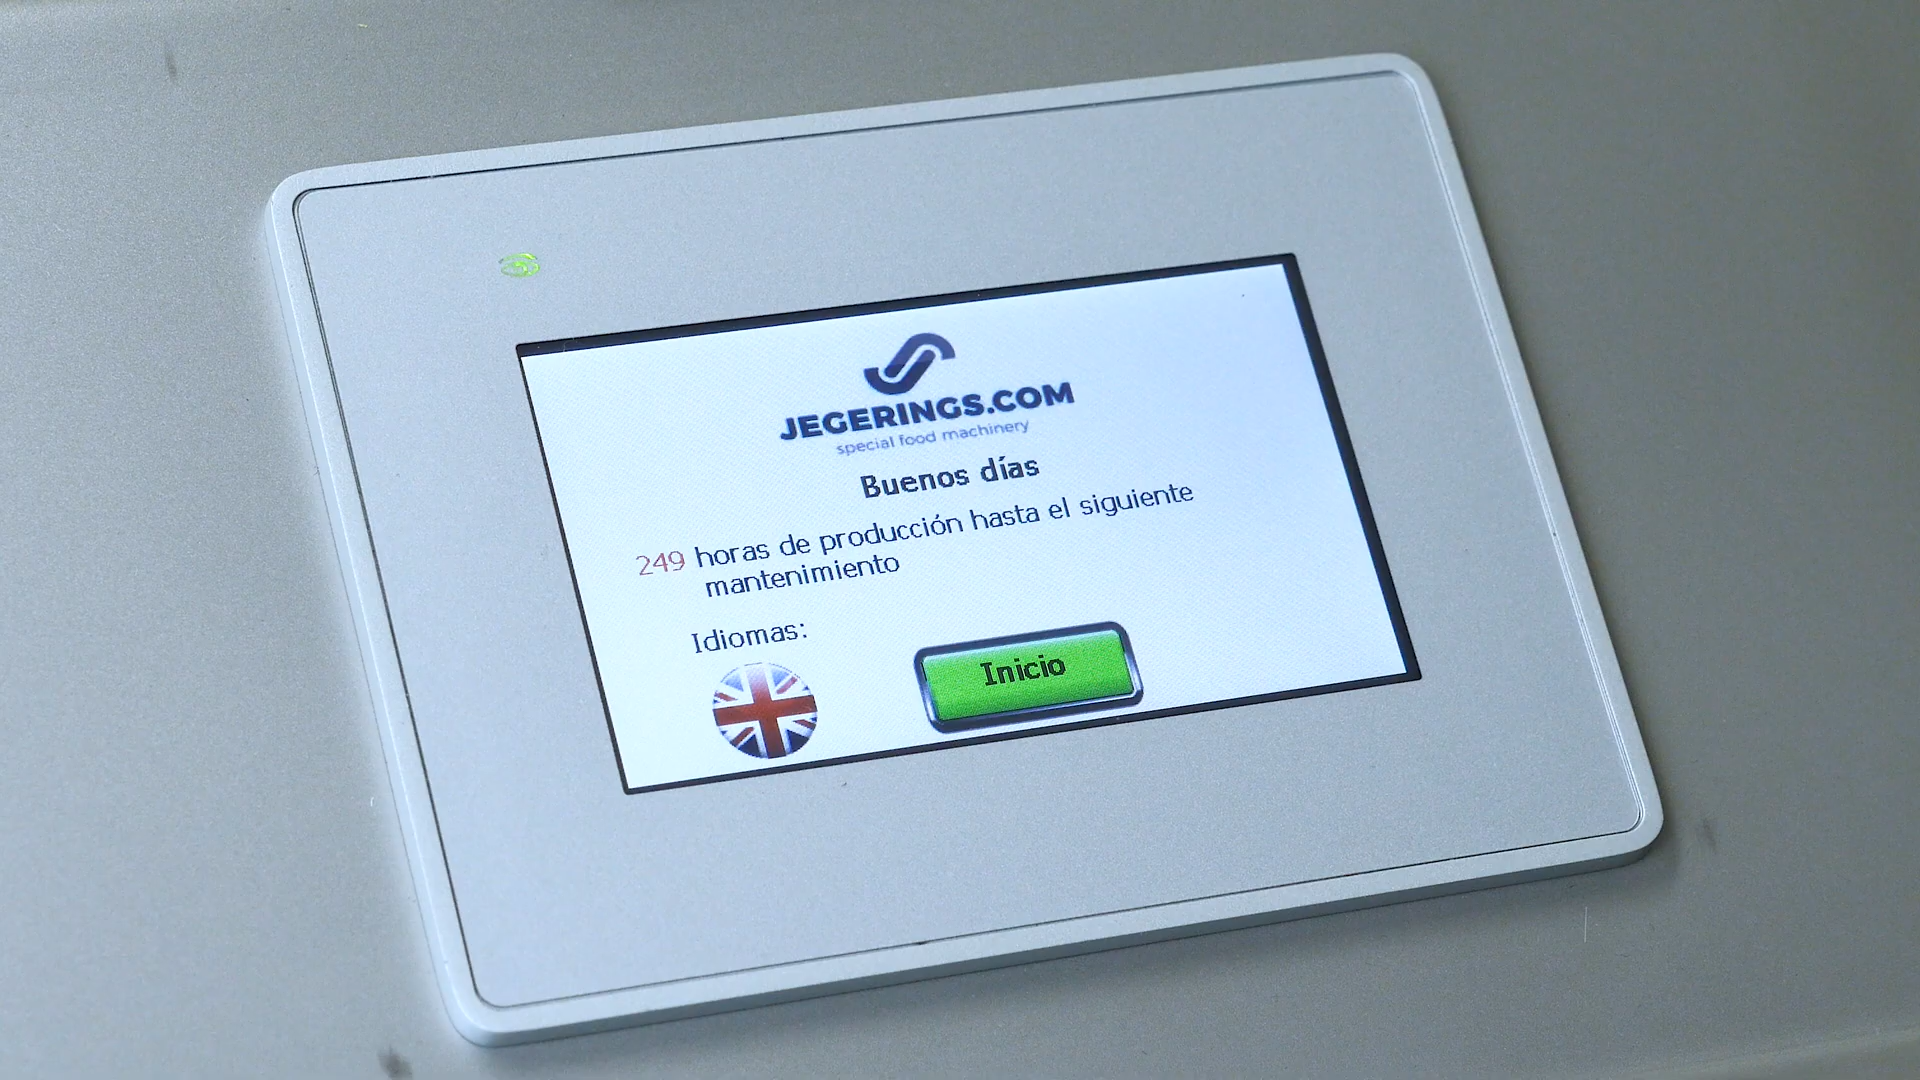 JEGERINGS.COM
special food machinery
Buenos días
249 horas de producción hasta el siguiente
mantenimiento
Idiomas:
Inicio